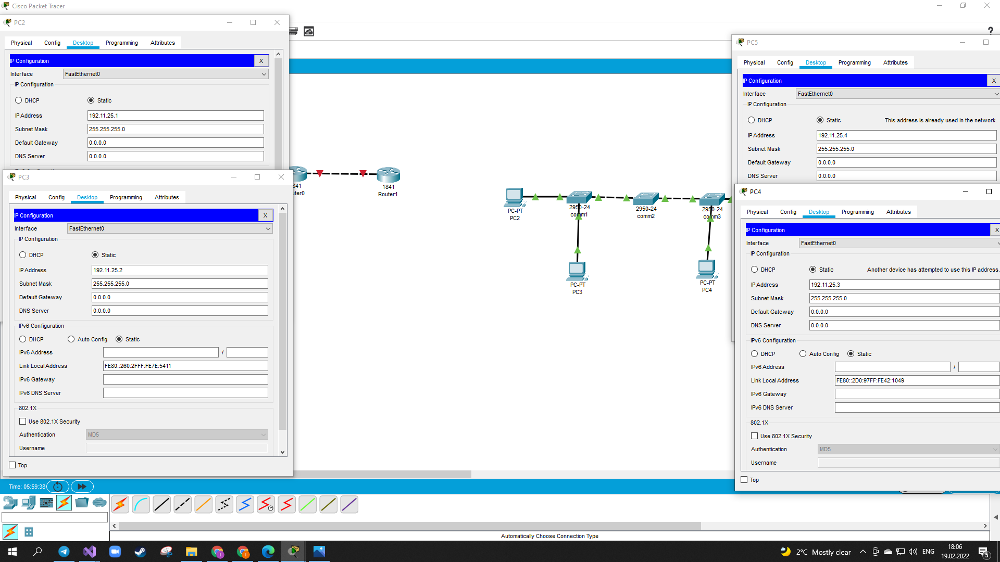 Cisco Packet Tracer
PC2
Physical Config Desktop Programming Attributes
IP Configuration X
Interface FastEthernet0
IP Configuration
DHCP Static
IP Address 192.11.25.1
Subnet Mask 255.255.255.0
Default Gateway 0.0.0.0
DNS Server 0.0.0.0
PC3
Physical Config Desktop Programming Attributes
IP Configuration X
Interface FastEthernet0
IP Configuration
DHCP Static
IP Address 192.11.25.2
Subnet Mask 255.255.255.0
Default Gateway 0.0.0.0
DNS Server 0.0.0.0
IPv6 Configuration
DHCP Auto Config Static
IPv6 Address /
Link Local Address FE80::260:2FFF:FE7E:5411
IPv6 Gateway
IPv6 DNS Server
802.1X
Use 802.1X Security
Authentication MD5
Username
Top
841
uter0
1841
Router1
PC-PT
PC2
2950-24
comm1
2950-24
comm2
2950-24
comm3
PC-PT
PC3
PC-PT
PC4
?
PC5
Physical Config Desktop Programming Attributes
IP Configuration X
Interface FastEthernet0
IP Configuration
DHCP Static This address is already used in the network.
IP Address 192.11.25.4
Subnet Mask 255.255.255.0
Default Gateway 0.0.0.0
DNS Server 0.0.0.0
PC4
Physical Config Desktop Programming Attributes
IP Configuration X
Interface FastEthernet0
IP Configuration
DHCP Static Another device has attempted to use this IP address.
IP Address 192.11.25.3
Subnet Mask 255.255.255.0
Default Gateway 0.0.0.0
DNS Server 0.0.0.0
IPv6 Configuration
DHCP Auto Config Static
IPv6 Address /
Link Local Address FE80::2D0:97FF:FE42:1049
IPv6 Gateway
IPv6 DNS Server
802.1X
Use 802.1X Security
Authentication MD5
Username
Top
Time: 05:59:38
Automatically Choose Connection Type
2°C Mostly clear
ENG
18:06
19.02.2022
5